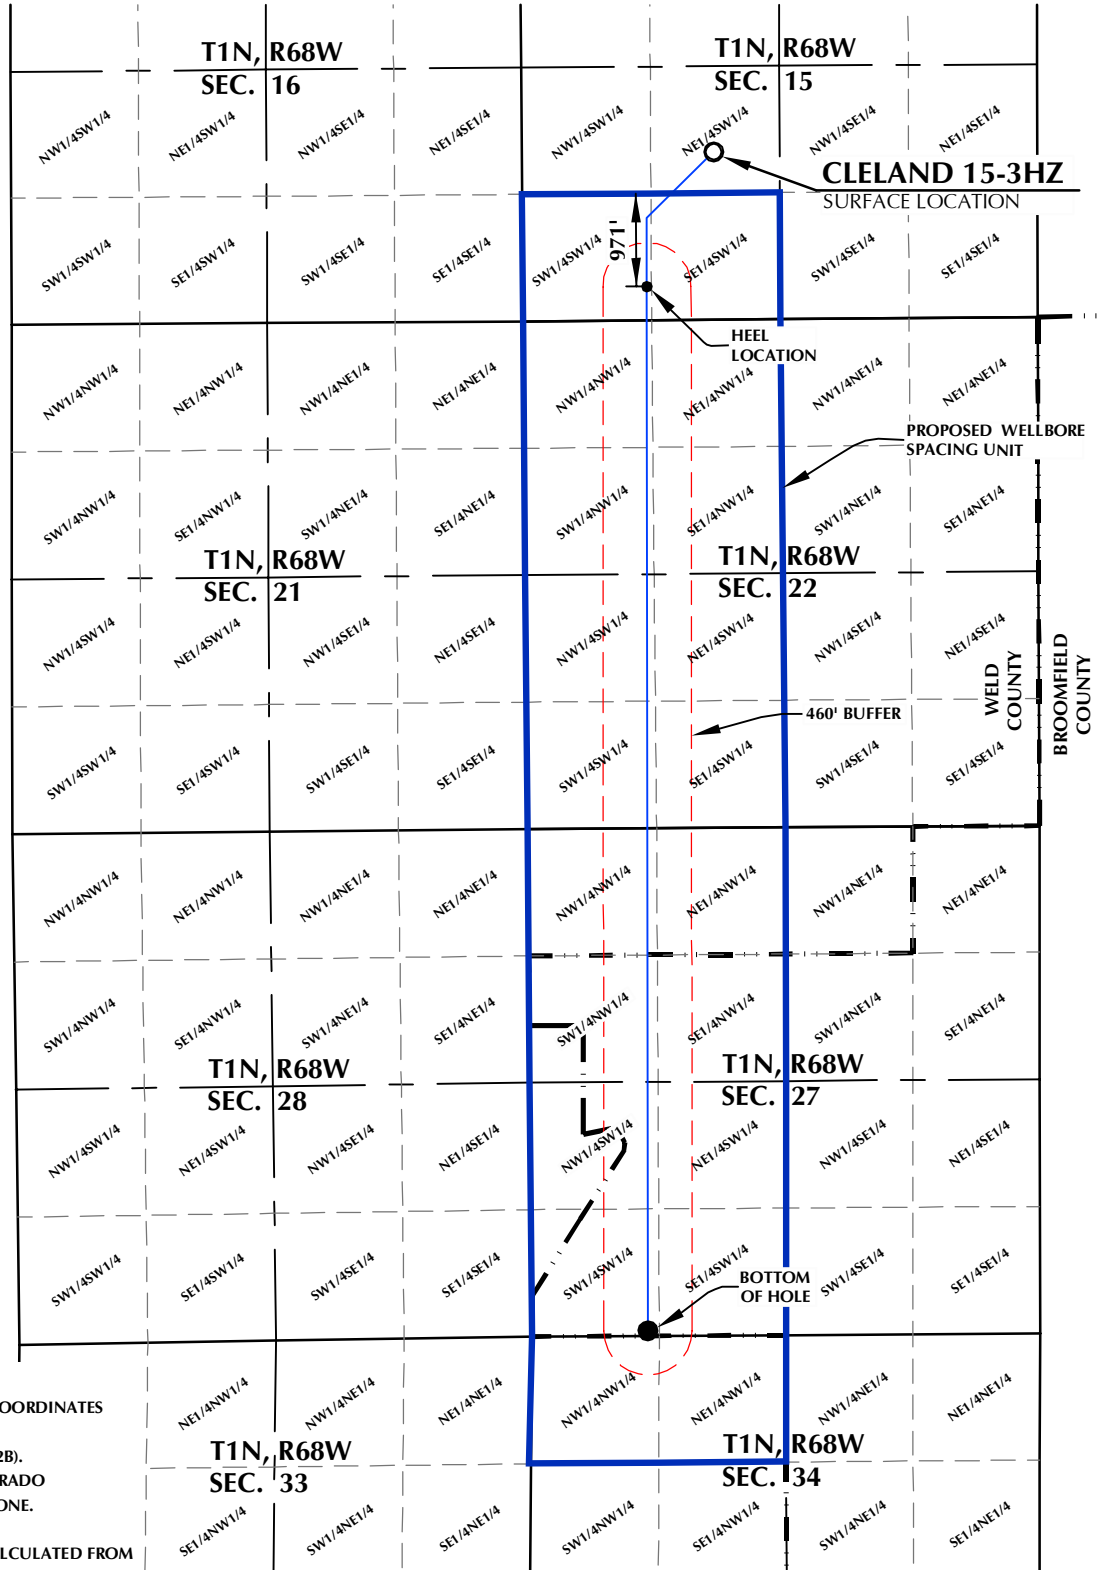 T1N, R68W
SEC. 16
T1N, R68W
SEC. 15
NW1/4SW1/4
NE1/4SW1/4
NW1/4SE1/4
NE1/4SE1/4
NW1/4SW1/4
NE1/4SW1/4
NW1/4SE1/4
NE1/4SE1/4
CLELAND 15-3HZ
SURFACE LOCATION
971'
SW1/4SW1/4
SE1/4SW1/4
SW1/4SE1/4
SE1/4SE1/4
SW1/4SW1/4
SE1/4SW1/4
SW1/4SE1/4
SE1/4SE1/4
HEEL
LOCATION
NW1/4NW1/4
NE1/4NW1/4
NW1/4NE1/4
NE1/4NE1/4
NW1/4NW1/4
NE1/4NW1/4
NW1/4NE1/4
NE1/4NE1/4
PROPOSED WELLBORE
SPACING UNIT
SW1/4NW1/4
SE1/4NW1/4
SW1/4NE1/4
SE1/4NE1/4
SW1/4NW1/4
SE1/4NW1/4
SW1/4NE1/4
SE1/4NE1/4
T1N, R68W
SEC. 21
T1N, R68W
SEC. 22
NW1/4SW1/4
NE1/4SW1/4
NW1/4SE1/4
NE1/4SE1/4
NW1/4SW1/4
NE1/4SW1/4
NW1/4SE1/4
NE1/4SE1/4
WELD
COUNTY
BROOMFIELD
COUNTY
460' BUFFER
SW1/4SW1/4
SE1/4SW1/4
SW1/4SE1/4
SE1/4SE1/4
SW1/4SW1/4
SE1/4SW1/4
SW1/4SE1/4
SE1/4SE1/4
NW1/4NW1/4
NE1/4NW1/4
NW1/4NE1/4
NE1/4NE1/4
NW1/4NW1/4
NE1/4NW1/4
NW1/4NE1/4
NE1/4NE1/4
SW1/4NW1/4
SE1/4NW1/4
SW1/4NE1/4
SE1/4NE1/4
SW1/4NW1/4
SE1/4NW1/4
SW1/4NE1/4
SE1/4NE1/4
T1N, R68W
SEC. 28
T1N, R68W
SEC. 27
NW1/4SW1/4
NE1/4SW1/4
NW1/4SE1/4
NE1/4SE1/4
NW1/4SW1/4
NE1/4SW1/4
NW1/4SE1/4
NE1/4SE1/4
SW1/4SW1/4
SE1/4SW1/4
SW1/4SE1/4
SE1/4SE1/4
SW1/4SW1/4
SE1/4SW1/4
SW1/4SE1/4
SE1/4SE1/4
BOTTOM
OF HOLE
NE1/4NW1/4
NW1/4NE1/4
NE1/4NE1/4
NW1/4NW1/4
NE1/4NW1/4
NW1/4NE1/4
NE1/4NE1/4
OORDINATES
2B).
RADO
ONE.
LCULATED FROM
T1N, R68W
SEC. 33
T1N, R68W
SEC. 34
SE1/4NW1/4
SW1/4NE1/4
SE1/4NE1/4
SW1/4NW1/4
SE1/4NW1/4
SW1/4NE1/4
SE1/4NE1/4